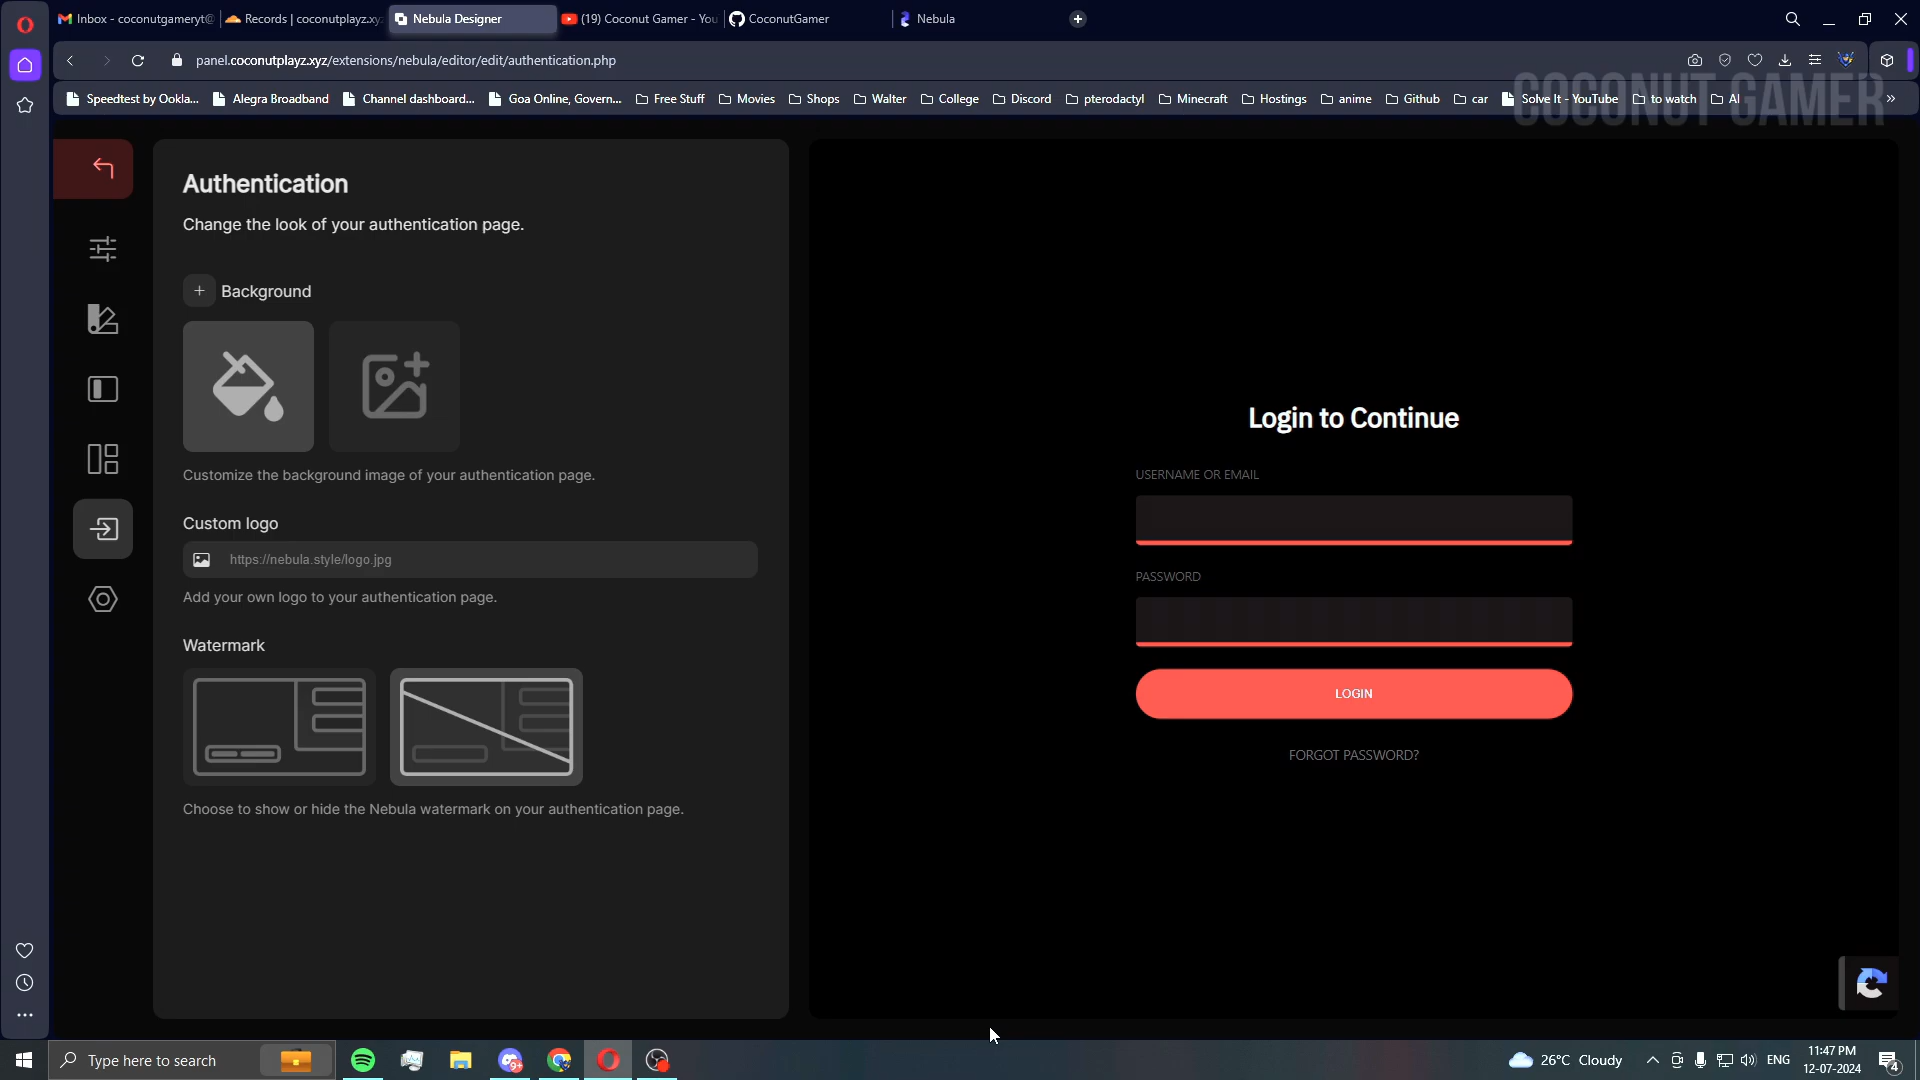 Inbox - coconutgameryt@
Records | coconutplayz.xy
Nebula Designer
(19) Coconut Gamer - You
CoconutGamer
Nebula
panel.coconutplayz.xyz/extensions/nebula/editor/edit/authentication.php
Speedtest by Ookla...
Alegra Broadband
Channel dashboard...
Goa Online, Govern...
Free Stuff
Movies
Shops
Walter
College
Discord
pterodactyl
Minecraft
Hostings
anime
Github
car
Solve It - YouTube
to watch
AI
COCONUT GAMER
Authentication
Change the look of your authentication page.
Background
Customize the background image of your authentication page.
Custom logo
https://nebula.style/logo.jpg
Add your own logo to your authentication page.
Watermark
Choose to show or hide the Nebula watermark on your authentication page.
Login to Continue
USERNAME OR EMAIL
PASSWORD
LOGIN
FORGOT PASSWORD?
Type here to search
9+
26°C Cloudy
ENG
11:47 PM
12-07-2024
4